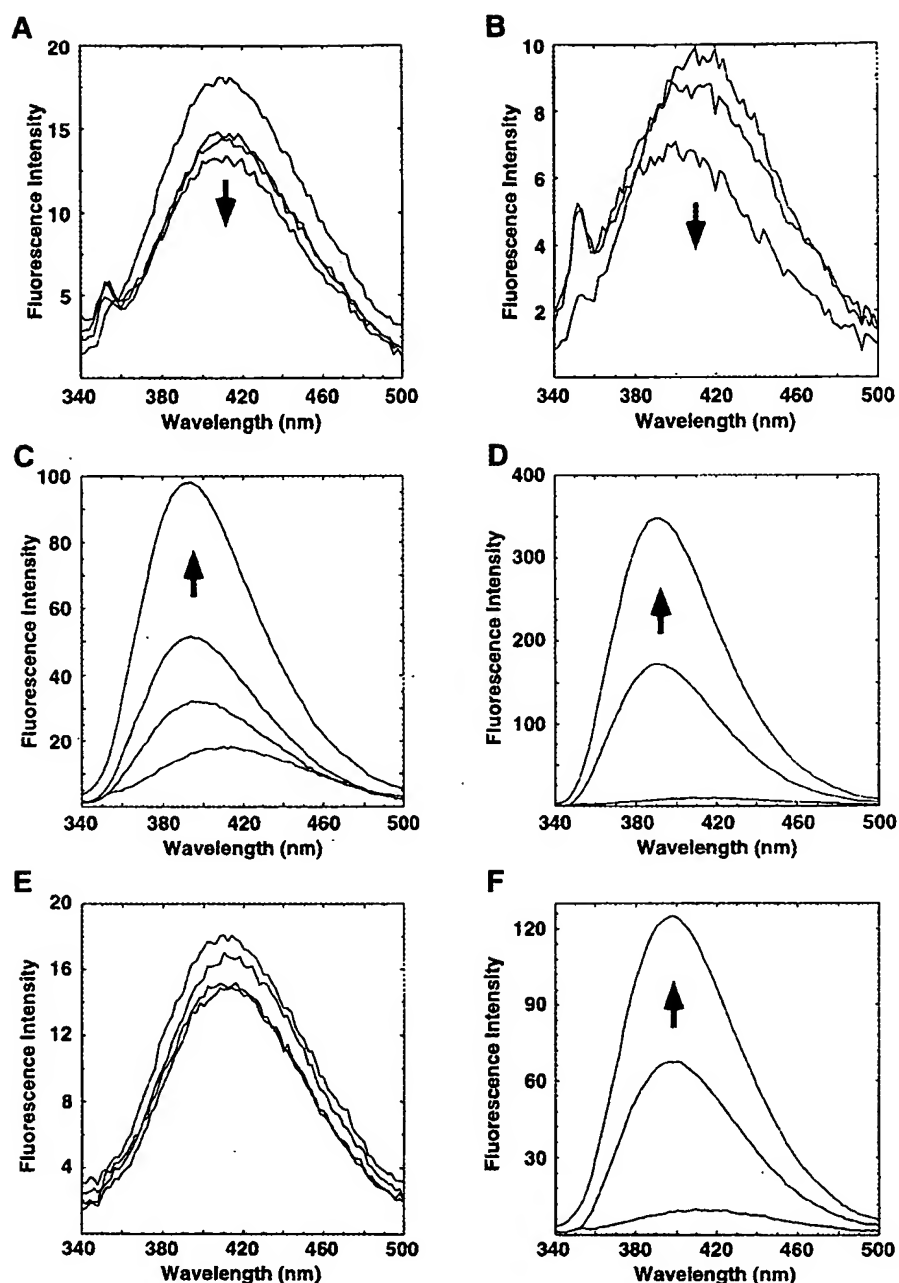 A
B
20
15
10
5
Fluorescence Intensity
340 380 420 460 500
Wavelength (nm)
10
8
6
4
2
Fluorescence Intensity
340 380 420 460 500
Wavelength (nm)
C
D
100
80
60
40
20
Fluorescence Intensity
340 380 420 460 500
Wavelength (nm)
400
300
200
100
Fluorescence Intensity
340 380 420 460 500
Wavelength (nm)
E
F
20
16
12
8
4
Fluorescence Intensity
340 380 420 460 500
Wavelength (nm)
120
90
60
30
Fluorescence Intensity
340 380 420 460 500
Wavelength (nm)